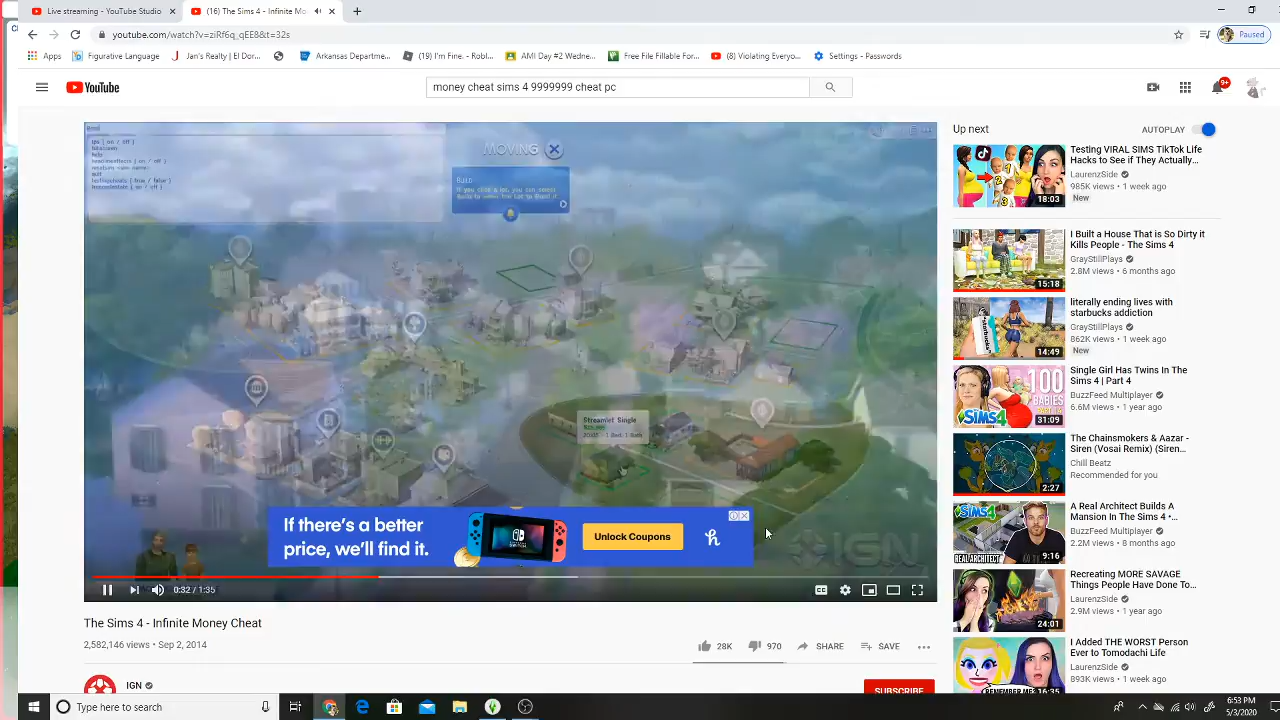 Live streaming - YouTube Studio
(16) The Sims 4 - Infinite Mo
youtube.com/watch?v=ziRf6q_qEE8&t=32s
Paused
Apps
Figurative Language
Jan's Realty | El Dor...
Arkansas Departme...
(19) I'm Fine. - Robl...
AMI Day #2 Wedne...
Free File Fillable For...
(8) Violating Everyo...
Settings - Passwords
YouTube
money cheat sims 4 9999999 cheat pc
9+
MOVING
Build
help
Streamlet Single
If there's a better
price, we'll find it.
Unlock Coupons
0:32 / 1:35
The Sims 4 - Infinite Money Cheat
2,582,146 views • Sep 2, 2014
28K
970
SHARE
SAVE
IGN
SUBSCRIBE
Up next
AUTOPLAY
Testing VIRAL SIMS TikTok Life
Hacks to See if They Actually...
LaurenzSide
985K views • 1 week ago
New
18:03
I Built a House That is So Dirty it
Kills People - The Sims 4
GrayStillPlays
2.8M views • 6 months ago
15:18
literally ending lives with
starbucks addiction
GrayStillPlays
862K views • 1 week ago
New
14:49
Single Girl Has Twins In The
Sims 4 | Part 4
BuzzFeed Multiplayer
6.6M views • 1 year ago
100
BABIES
SIMS4
31:09
The Chainsmokers & Aazar -
Siren (Vosai Remix) (Siren...
Chill Beatz
Recommended for you
2:27
A Real Architect Builds A
Mansion In The Sims 4 •...
BuzzFeed Multiplayer
2.2M views • 8 months ago
SIMS4
REAL ARCHITECT
9:16
Recreating MORE SAVAGE
Things People Have Done To...
LaurenzSide
2.9M views • 1 year ago
24:01
I Added THE WORST Person
Ever to Tomodachi Life
LaurenzSide
893K views • 1 week ago
REMEMBER ME?
16:35
Type here to search
6:53 PM
5/3/2020